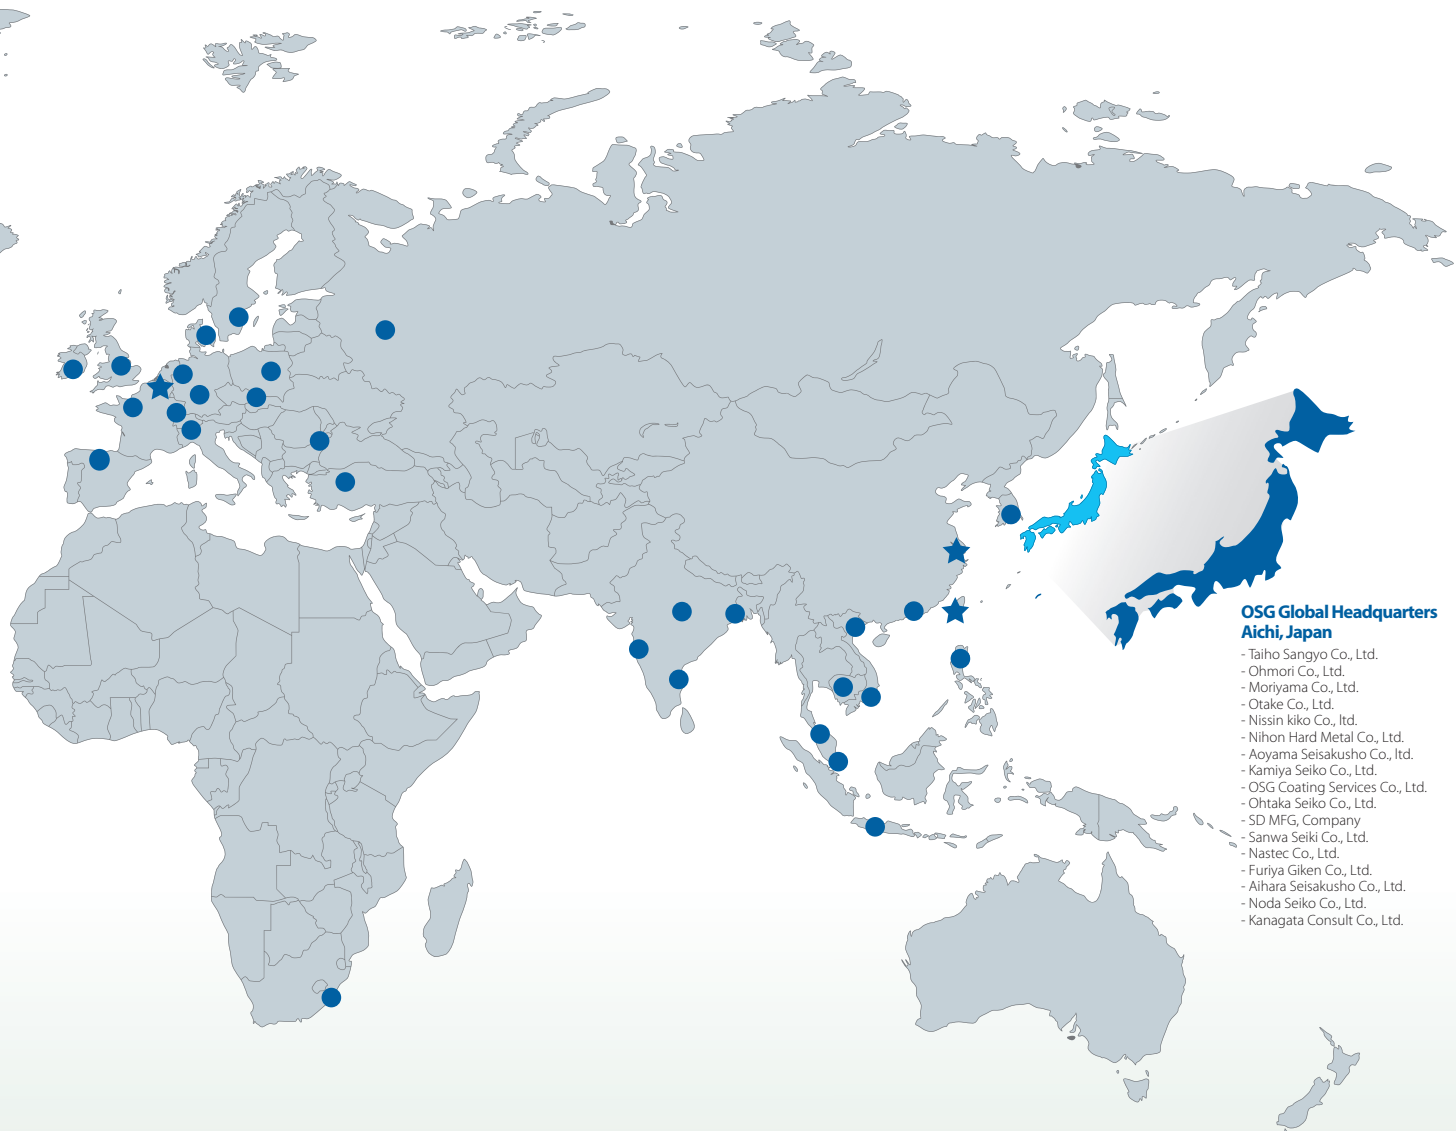 OSG Global Headquarters
Aichi, Japan
- Taiho Sangyo Co., Ltd.
- Ohmori Co., Ltd.
- Moriyama Co., Ltd.
- Otake Co., Ltd.
- Nissin kiko Co., ltd.
- Nihon Hard Metal Co., Ltd.
- Aoyama Seisakusho Co., ltd.
- Kamiya Seiko Co., Ltd.
- OSG Coating Services Co., Ltd.
- Ohtaka Seiko Co., Ltd.
- SD MFG, Company
- Sanwa Seiki Co., Ltd.
- Nastec Co., Ltd.
- Furiya Giken Co., Ltd.
- Aihara Seisakusho Co., Ltd.
- Noda Seiko Co., Ltd.
- Kanagata Consult Co., Ltd.